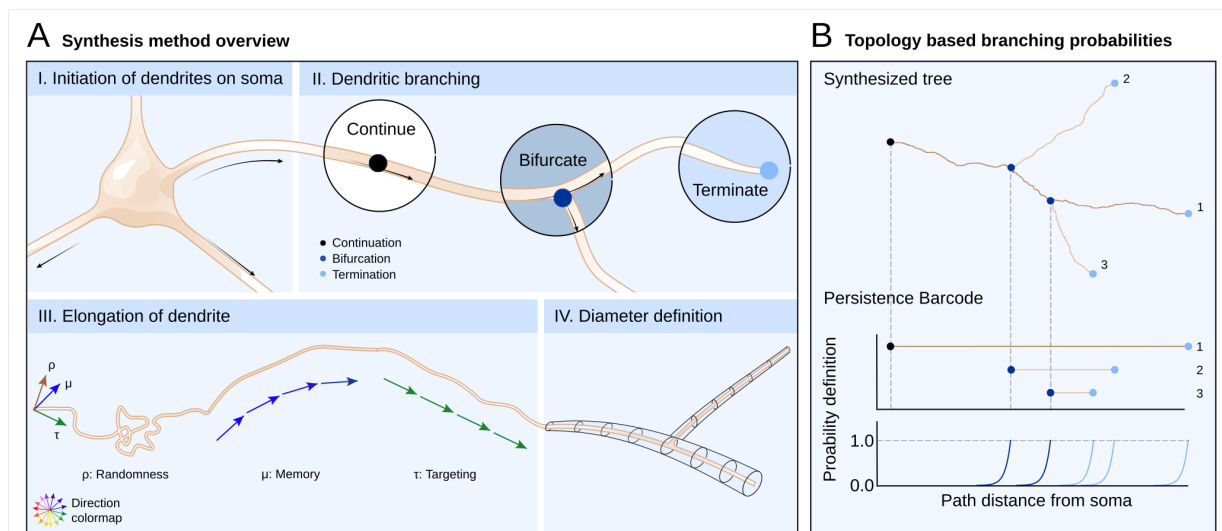 A Synthesis method overview
I. Initiation of dendrites on soma
II. Dendritic branching
Continue
Bifurcate
Terminate
Continuation
Bifurcation
Termination
III. Elongation of dendrite
ρ
μ
τ
ρ: Randomness
μ: Memory
τ: Targeting
Direction
colormap
IV. Diameter definition
B Topology based branching probabilities
Synthesized tree
2
1
3
Persistence Barcode
1
2
3
Probability definition
1.0
0.0
Path distance from soma